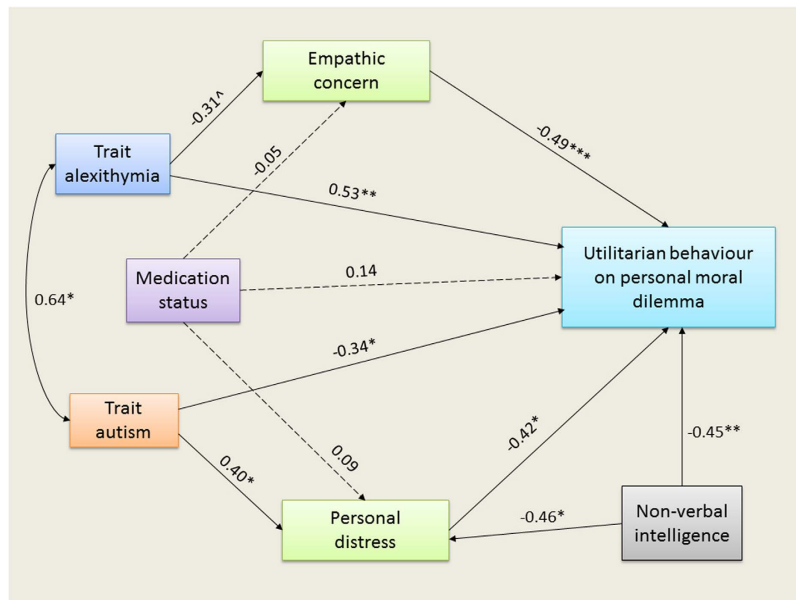 Empathic
concern
-0.31^
-0.49***
Trait
alexithymia
-0.05
0.53**
Utilitarian behaviour
on personal moral
dilemma
Medication
status
0.14
0.64*
-0.34*
Trait
autism
0.40*
0.09
-0.42*
-0.45**
Personal
distress
-0.46*
Non-verbal
intelligence